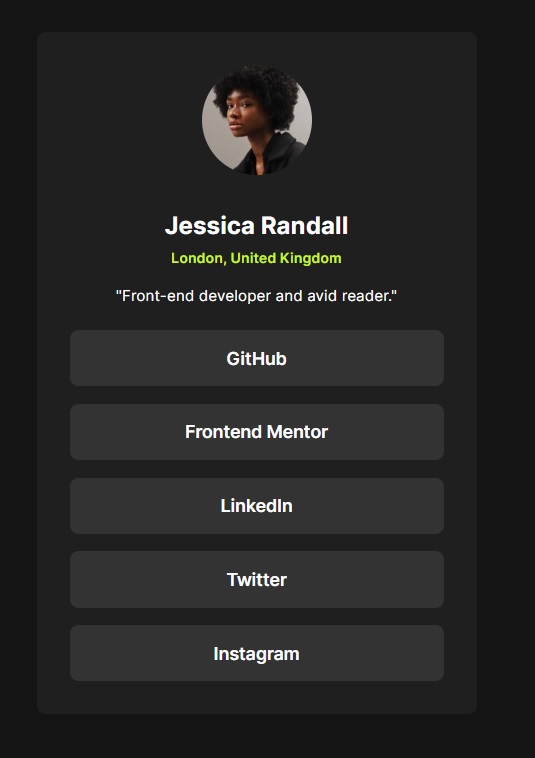 Jessica Randall
London, United Kingdom
"Front-end developer and avid reader."
GitHub
Frontend Mentor
LinkedIn
Twitter
Instagram